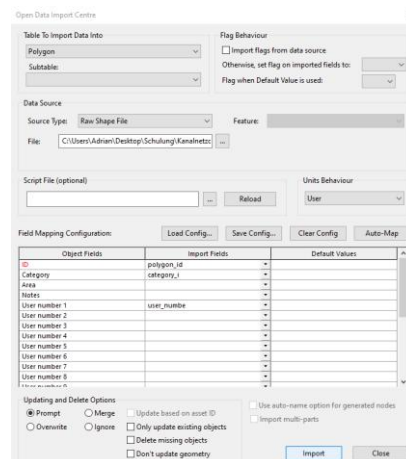 Open Data Import Centre
Table To Import Data Into
Polygon
Subtable:
Flag Behaviour
Import flags from data source
Otherwise, set flag on imported fields to:
Flag when Default Value is used:
Data Source
Source Type: Raw Shape File Feature:
File: C:\Users\Adrian\Desktop\Schulung\Kanalnetzc ...
Script File (optional)
... Reload
Units Behaviour
User
Field Mapping Configuration: Load Config... Save Config... Clear Config Auto-Map
Object Fields Import Fields Default Values
ID polygon_id
Category category_i
Area
Notes
User number 1 user_numbe
User number 2
User number 3
User number 4
User number 5
User number 6
User number 7
User number 8
Updating and Delete Options
Prompt Merge Update based on asset ID
Overwrite Ignore Only update existing objects
Delete missing objects
Don't update geometry
Use auto-name option for generated nodes
Import multi-parts
Import Close